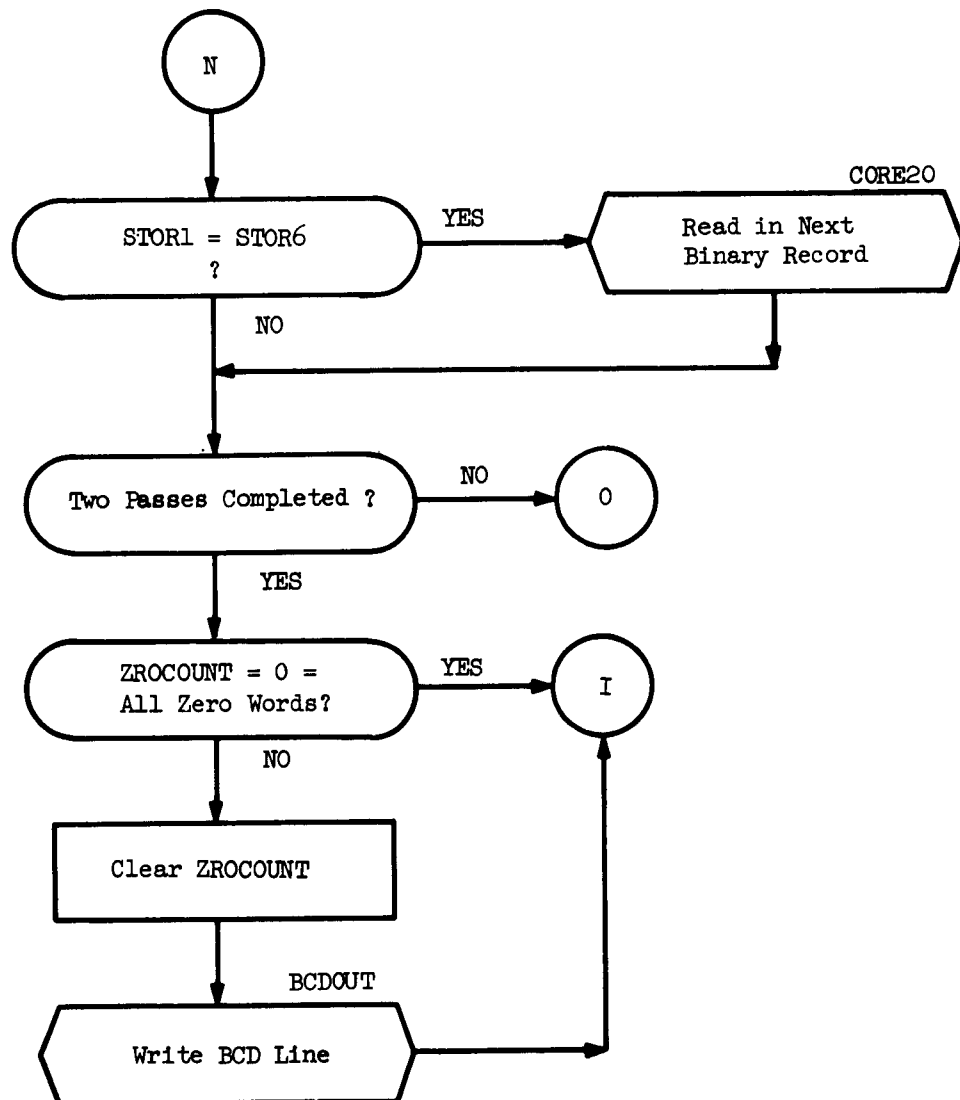 N
CORE20
STOR1 = STOR6
?
YES
Read in Next
Binary Record
NO
Two Passes Completed ?
NO
O
YES
ZROCOUNT = 0 =
All Zero Words?
YES
I
NO
Clear ZROCOUNT
BCDOUT
Write BCD Line